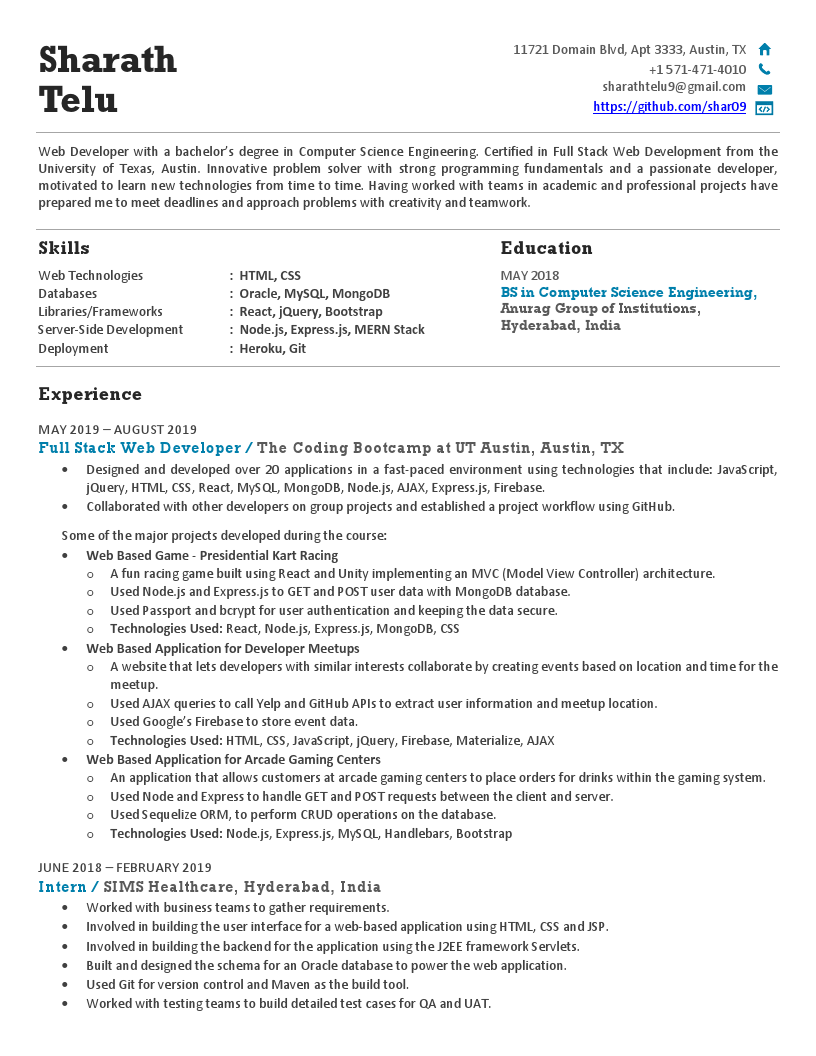 Sharath
Telu
11721 Domain Blvd, Apt 3333, Austin, TX
+1 571-471-4010
sharathtelu9@gmail.com
https://github.com/shar09
Web Developer with a bachelor’s degree in Computer Science Engineering. Certified in Full Stack Web Development from the
University of Texas, Austin. Innovative problem solver with strong programming fundamentals and a passionate developer,
motivated to learn new technologies from time to time. Having worked with teams in academic and professional projects have
prepared me to meet deadlines and approach problems with creativity and teamwork.
Skills
Web Technologies : HTML, CSS
Databases : Oracle, MySQL, MongoDB
Libraries/Frameworks : React, jQuery, Bootstrap
Server-Side Development : Node.js, Express.js, MERN Stack
Deployment : Heroku, Git
Education
MAY 2018
BS in Computer Science Engineering,
Anurag Group of Institutions,
Hyderabad, India
Experience
MAY 2019 – AUGUST 2019
Full Stack Web Developer / The Coding Bootcamp at UT Austin, Austin, TX
• Designed and developed over 20 applications in a fast-paced environment using technologies that include: JavaScript,
jQuery, HTML, CSS, React, MySQL, MongoDB, Node.js, AJAX, Express.js, Firebase.
• Collaborated with other developers on group projects and established a project workflow using GitHub.
Some of the major projects developed during the course:
• Web Based Game - Presidential Kart Racing
o A fun racing game built using React and Unity implementing an MVC (Model View Controller) architecture.
o Used Node.js and Express.js to GET and POST user data with MongoDB database.
o Used Passport and bcrypt for user authentication and keeping the data secure.
o Technologies Used: React, Node.js, Express.js, MongoDB, CSS
• Web Based Application for Developer Meetups
o A website that lets developers with similar interests collaborate by creating events based on location and time for the
meetup.
o Used AJAX queries to call Yelp and GitHub APIs to extract user information and meetup location.
o Used Google’s Firebase to store event data.
o Technologies Used: HTML, CSS, JavaScript, jQuery, Firebase, Materialize, AJAX
• Web Based Application for Arcade Gaming Centers
o An application that allows customers at arcade gaming centers to place orders for drinks within the gaming system.
o Used Node and Express to handle GET and POST requests between the client and server.
o Used Sequelize ORM, to perform CRUD operations on the database.
o Technologies Used: Node.js, Express.js, MySQL, Handlebars, Bootstrap
JUNE 2018 – FEBRUARY 2019
Intern / SIMS Healthcare, Hyderabad, India
• Worked with business teams to gather requirements.
• Involved in building the user interface for a web-based application using HTML, CSS and JSP.
• Involved in building the backend for the application using the J2EE framework Servlets.
• Built and designed the schema for an Oracle database to power the web application.
• Used Git for version control and Maven as the build tool.
• Worked with testing teams to build detailed test cases for QA and UAT.